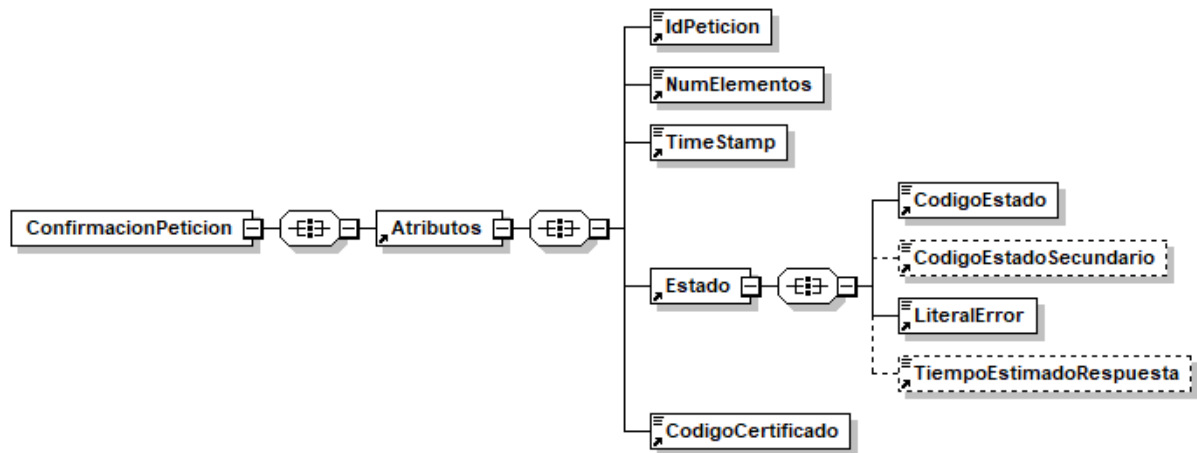 IdPeticion
NumElementos
TimeStamp
ConfirmacionPeticion
Atributos
Estado
CodigoEstado
CodigoEstadoSecundario
LiteralError
TiempoEstimadoRespuesta
CodigoCertificado